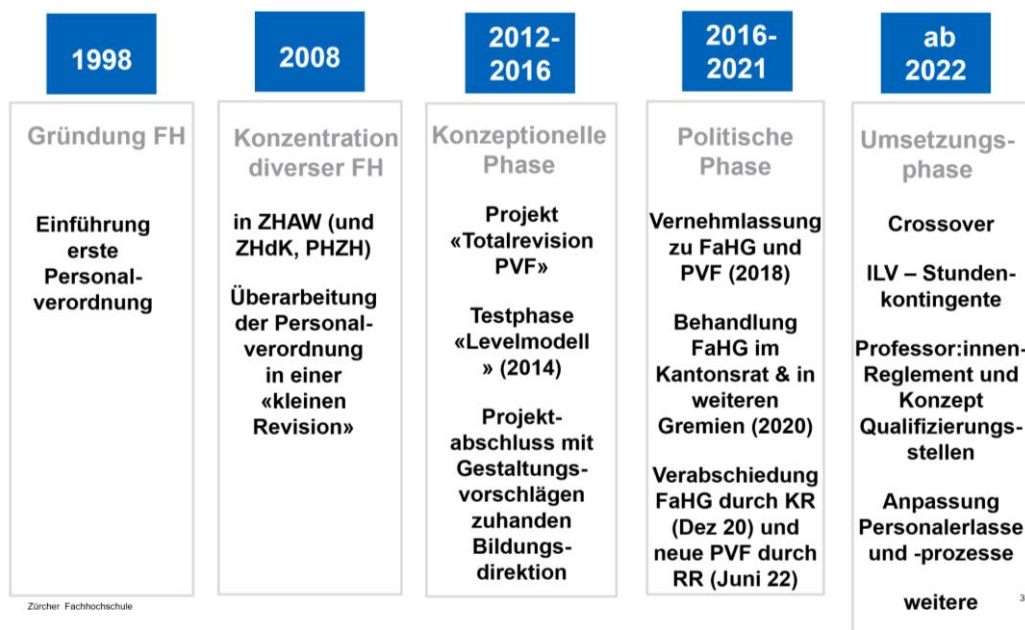 1998
Gründung FH
Einführung
erste
Personal-
verordnung
2008
Konzentration
diverser FH
in ZHAW (und
ZHdK, PHZH)
Überarbeitung
der Personal-
verordnung
in einer
«kleinen
Revision»
2012-
2016
Konzeptionelle
Phase
Projekt
«Totalrevision
PVF»
Testphase
«Levelmodell
» (2014)
Projekt-
abschluss mit
Gestaltungs-
vorschlägen
zuhanden
Bildungs-
direktion
2016-
2021
Politische
Phase
Vernehmlassung
zu FaHG und
PVF (2018)
Behandlung
FaHG im
Kantonsrat & in
weiteren
Gremien (2020)
Verabschiedung
FaHG durch KR
(Dez 20) und
neue PVF durch
RR (Juni 22)
ab
2022
Umsetzungs-
phase
Crossover
ILV – Stunden-
kontingente
Professor:innen-
Reglement und
Konzept
Qualifizierungs-
stellen
Anpassung
Personalerlasse
und -prozesse
weitere
Zürcher Fachhochschule
3